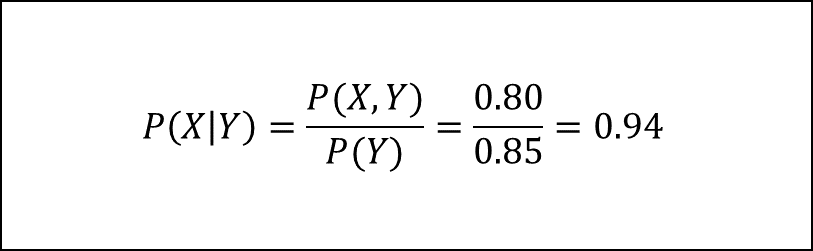 P(X|Y) = P(X, Y) / P(Y) = 0.80 / 0.85 = 0.94